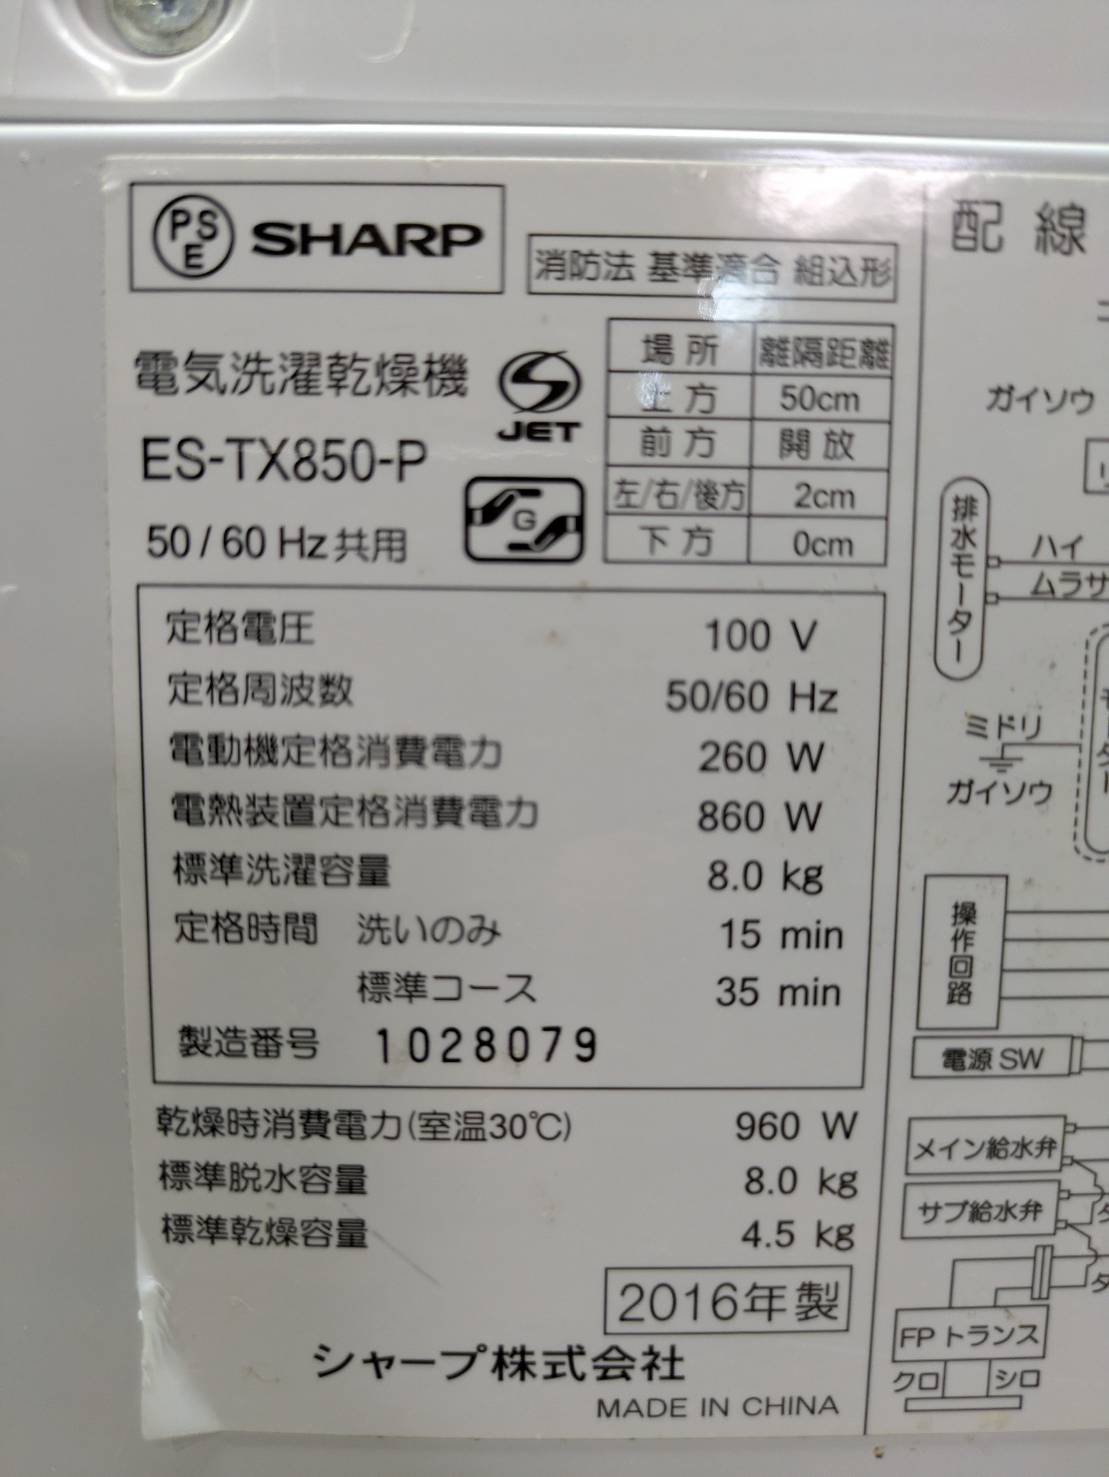 PSE SHARP
消防法 基準適合 組込形
電気洗濯乾燥機
ES-TX850-P
JET
G
50/60 Hz共用
場所 離隔距離
上方 50cm
前方 開放
左/右/後方 2cm
下方 0cm
定格電圧 100 V
定格周波数 50/60 Hz
電動機定格消費電力 260 W
電熱装置定格消費電力 860 W
標準洗濯容量 8.0 kg
定格時間 洗いのみ 15 min
標準コース 35 min
製造番号 1028079
乾燥時消費電力(室温30℃) 960 W
標準脱水容量 8.0 kg
標準乾燥容量 4.5 kg
2016年製
シャープ株式会社
MADE IN CHINA
配線
ガイソウ
排水モーター
ハイ
ムラサ
ミドリ
ガイソウ
操作回路
電源 SW
メイン給水弁
サブ給水弁
FPトランス
クロ シロ